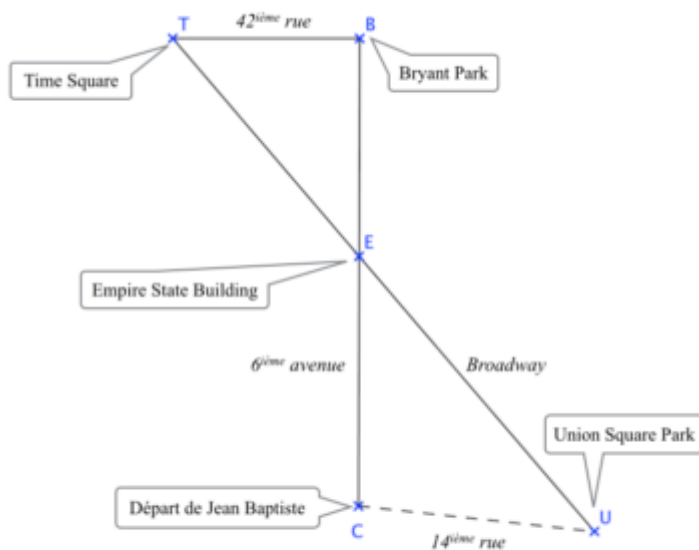 T
42ième rue
B
Time Square
Bryant Park
E
Empire State Building
6ième avenue
Broadway
Union Square Park
Départ de Jean Baptiste
C
U
14ième rue